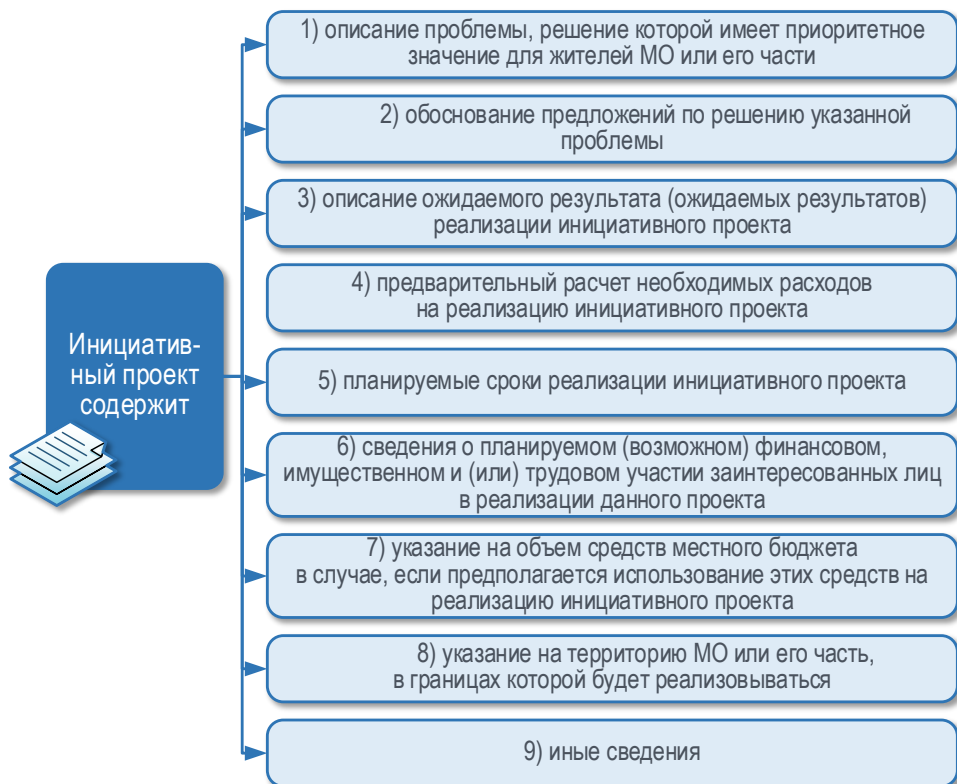 1) описание проблемы, решение которой имеет приоритетное
значение для жителей МО или его части
2) обоснование предложений по решению указанной
проблемы
3) описание ожидаемого результата (ожидаемых результатов)
реализации инициативного проекта
4) предварительный расчет необходимых расходов
на реализацию инициативного проекта
Инициатив-
ный проект
содержит
5) планируемые сроки реализации инициативного проекта
6) сведения о планируемом (возможном) финансовом,
имущественном и (или) трудовом участии заинтересованных лиц
в реализации данного проекта
7) указание на объем средств местного бюджета
в случае, если предполагается использование этих средств на
реализацию инициативного проекта
8) указание на территорию МО или его часть,
в границах которой будет реализовываться
9) иные сведения